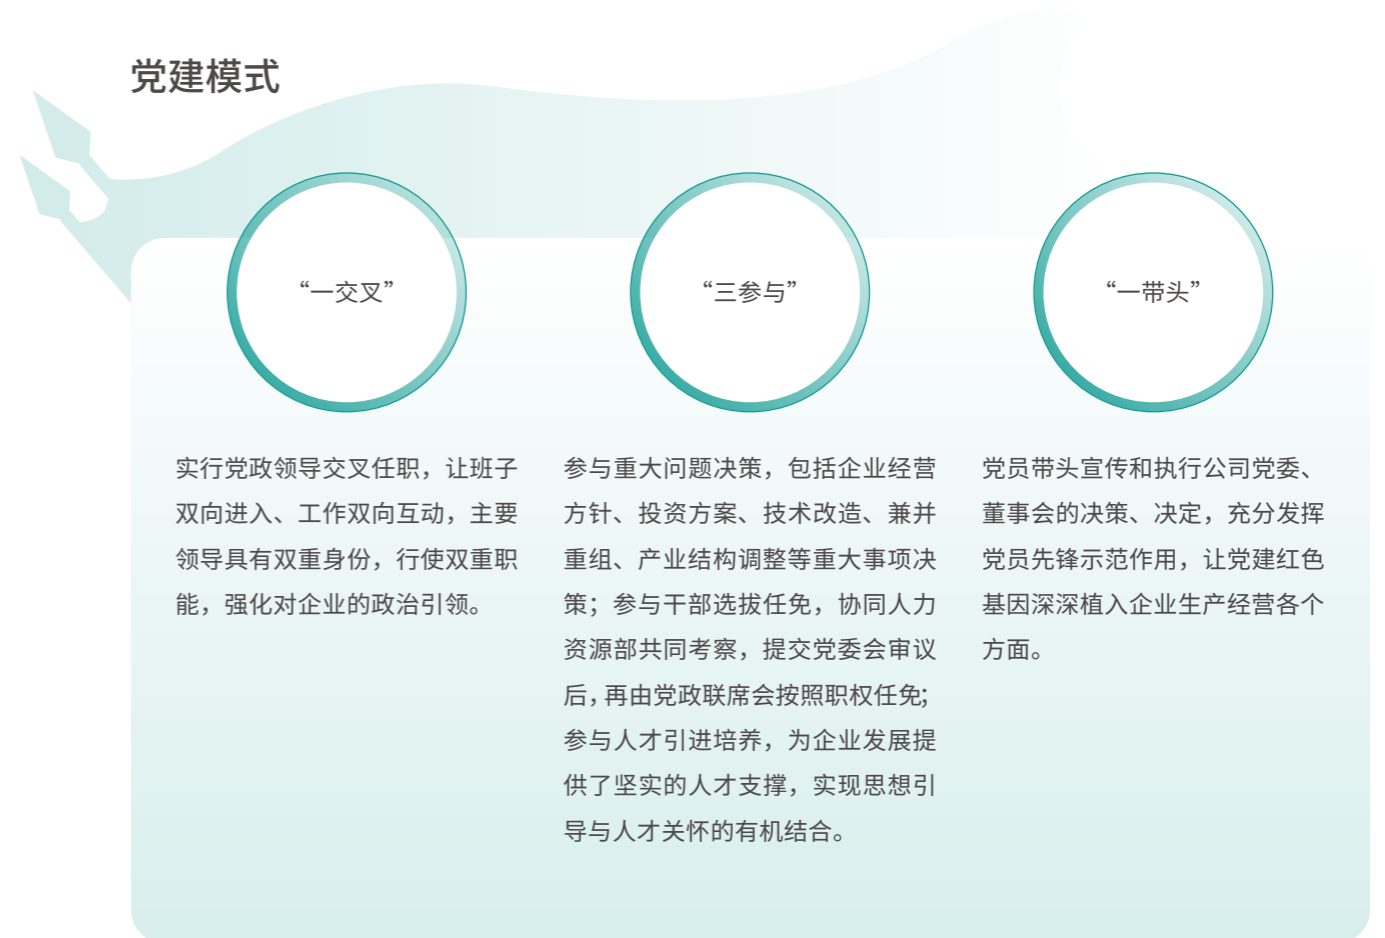 党建模式
“一交叉”
实行党政领导交叉任职，让班子
双向进入、工作双向互动，主要
领导具有双重身份，行使双重职
能，强化对企业的政治引领。
“三参与”
参与重大问题决策，包括企业经营
方针、投资方案、技术改造、兼并
重组、产业结构调整等重大事项决
策；参与干部选拔任免，协同人力
资源部共同考察，提交党委会审议
后，再由党政联席会按照职权任免；
参与人才引进培养，为企业发展提
供了坚实的人才支撑，实现思想引
导与人才关怀的有机结合。
“一带头”
党员带头宣传和执行公司党委、
董事会的决策、决定，充分发挥
党员先锋示范作用，让党建红色
基因深深植入企业生产经营各个
方面。